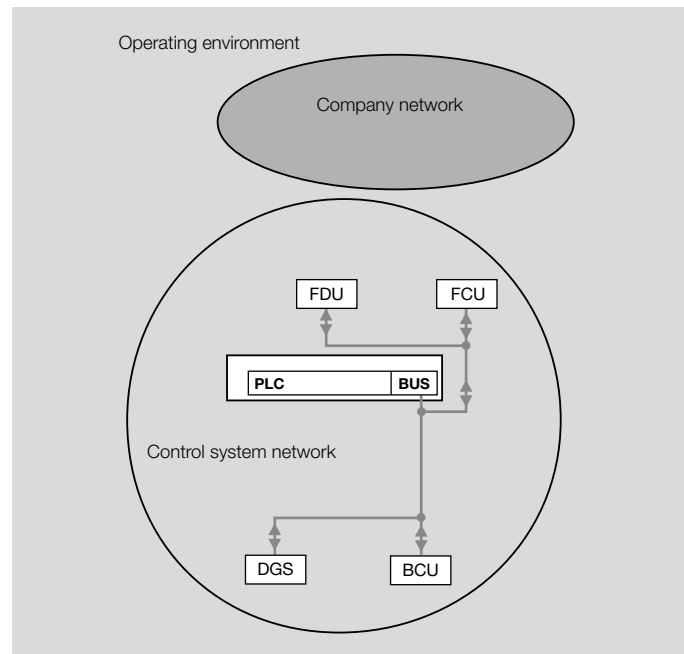 Operating environment
Company network
FDU FCU
PLC BUS
Control system network
DGS BCU